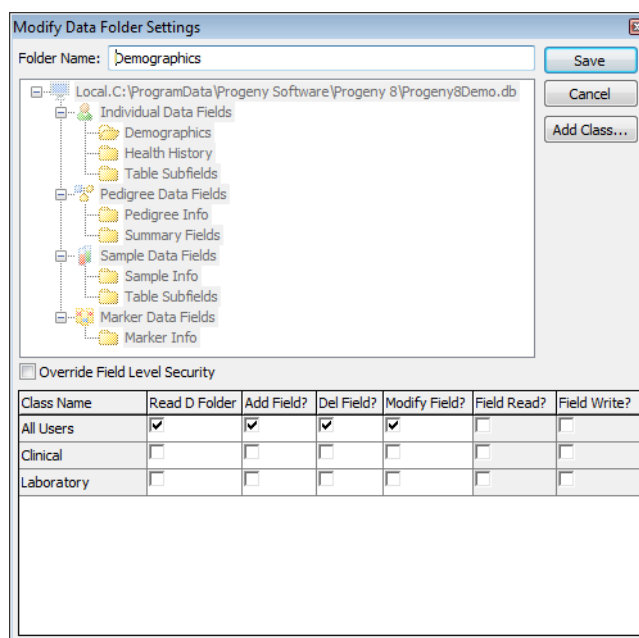 Modify Data Folder Settings
Folder Name: Demographics
Save
Local.C:\ProgramData\Progeny Software\Progeny 8\Progeny8Demo.db
Cancel
Individual Data Fields
Add Class...
Demographics
Health History
Table Subfields
Pedigree Data Fields
Pedigree Info
Summary Fields
Sample Data Fields
Sample Info
Table Subfields
Marker Data Fields
Marker Info
Override Field Level Security
Class Name Read D Folder Add Field? Del Field? Modify Field? Field Read? Field Write?
All Users
Clinical
Laboratory